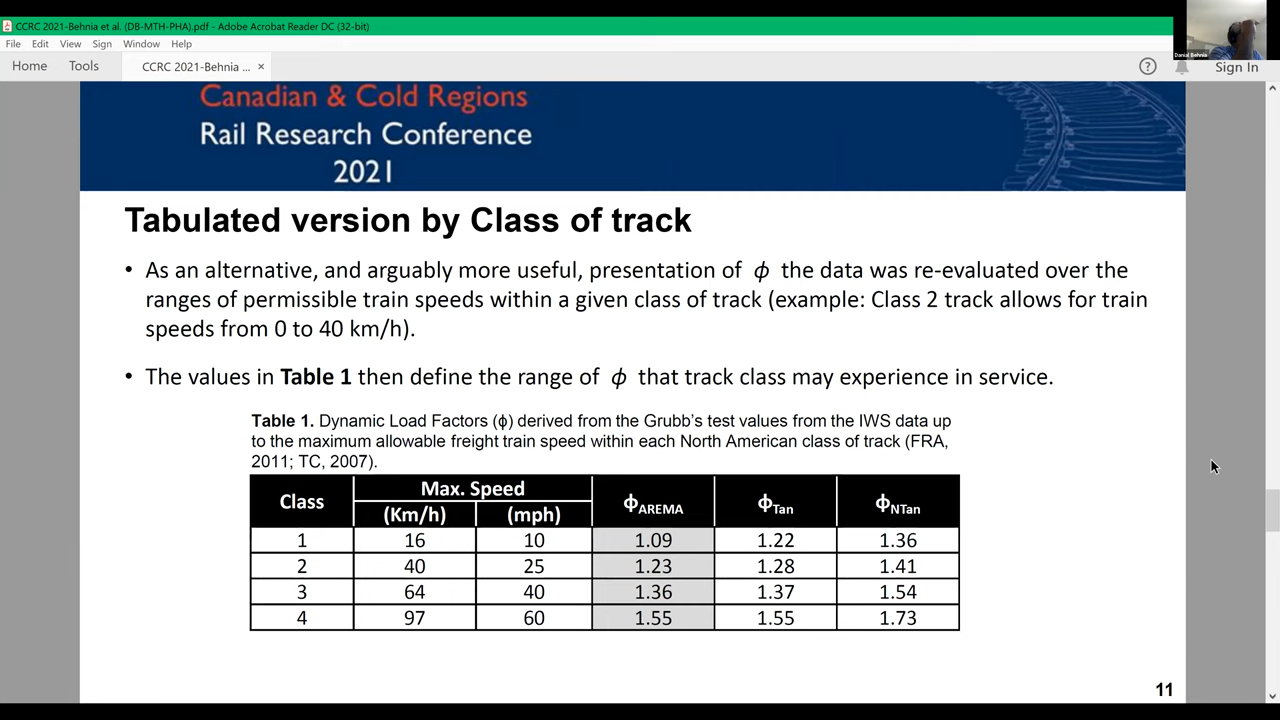 CCRC 2021-Behnia et al. (DB-MTH-PHA).pdf - Adobe Acrobat Reader DC (32-bit)
File Edit View Sign Window Help
Home Tools CCRC 2021-Behnia ... × ? Sign In
Danial Behnia
Canadian & Cold Regions
Rail Research Conference
2021
Tabulated version by Class of track
• As an alternative, and arguably more useful, presentation of ϕ the data was re-evaluated over the
ranges of permissible train speeds within a given class of track (example: Class 2 track allows for train
speeds from 0 to 40 km/h).
• The values in Table 1 then define the range of ϕ that track class may experience in service.
Table 1. Dynamic Load Factors (ϕ) derived from the Grubb's test values from the IWS data up
to the maximum allowable freight train speed within each North American class of track (FRA,
2011; TC, 2007).
Class Max. Speed ϕAREMA ϕTan ϕNTan
(Km/h) (mph)
1 16 10 1.09 1.22 1.36
2 40 25 1.23 1.28 1.41
3 64 40 1.36 1.37 1.54
4 97 60 1.55 1.55 1.73
11